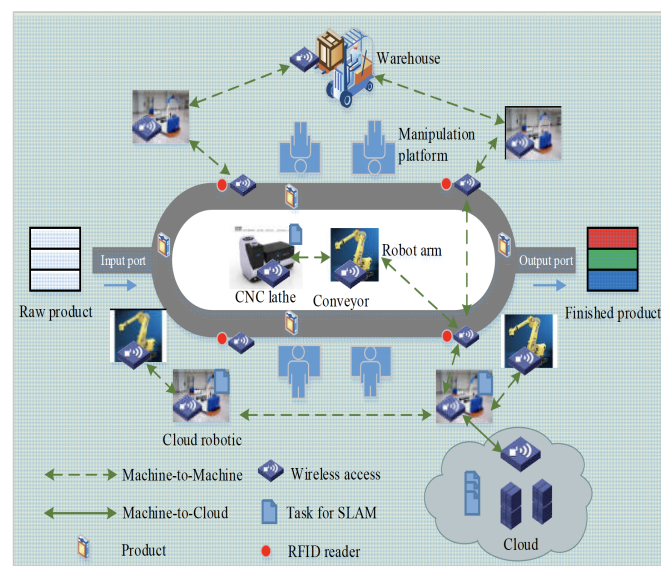 Warehouse
Manipulation
platform
Input port
Robot arm
Output port
CNC lathe
Conveyor
Raw product
Finished product
Cloud robotic
Machine-to-Machine
Wireless access
Machine-to-Cloud
Task for SLAM
Cloud
Product
RFID reader